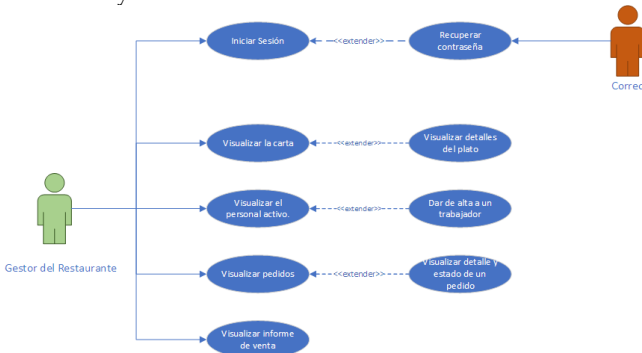 Iniciar Sesión
<<extender>>
Recuperar
contraseña
Visualizar la carta
<<extender>>
Visualizar detalles
del plato
Visualizar el
personal activo.
<<extender>>
Dar de alta a un
trabajador
Gestor del Restaurante
Visualizar pedidos
<<extender>>
Visualizar detalle y
estado de un
pedido
Visualizar informe
de venta